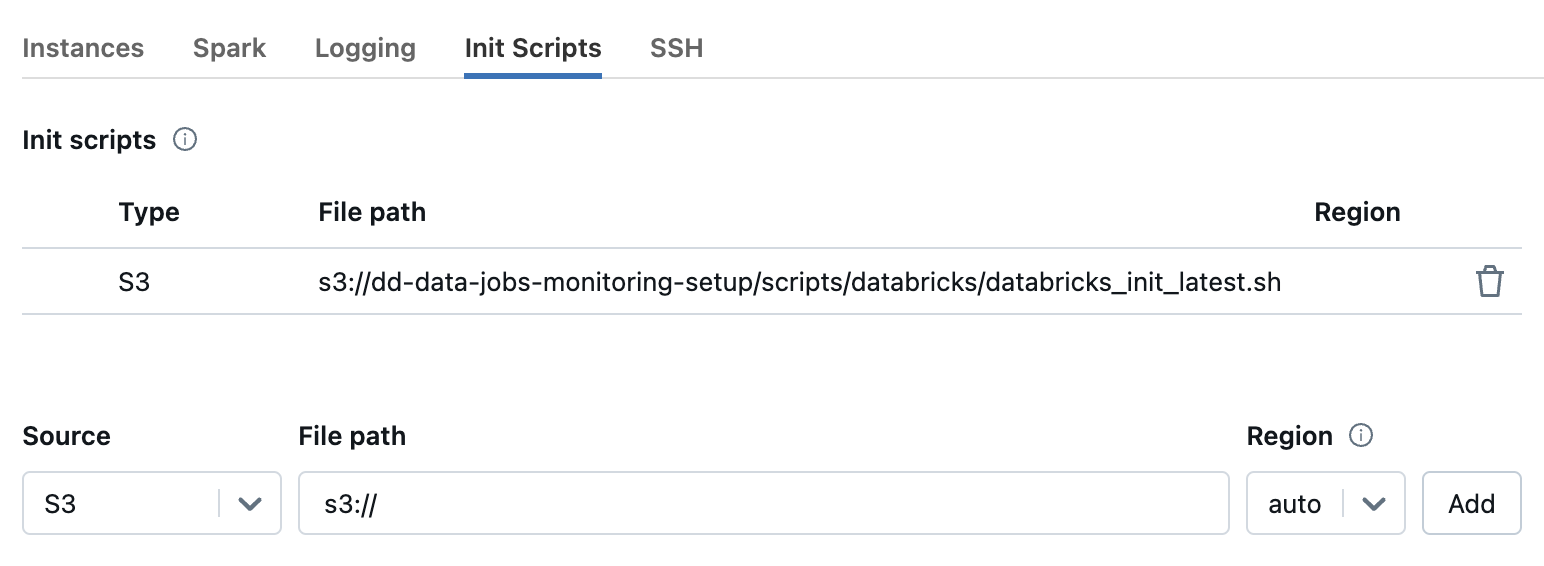 Instances Spark Logging Init Scripts SSH
Init scripts
Type File path Region
S3 s3://dd-data-jobs-monitoring-setup/scripts/databricks/databricks_init_latest.sh
Source File path Region
S3 s3:// auto Add